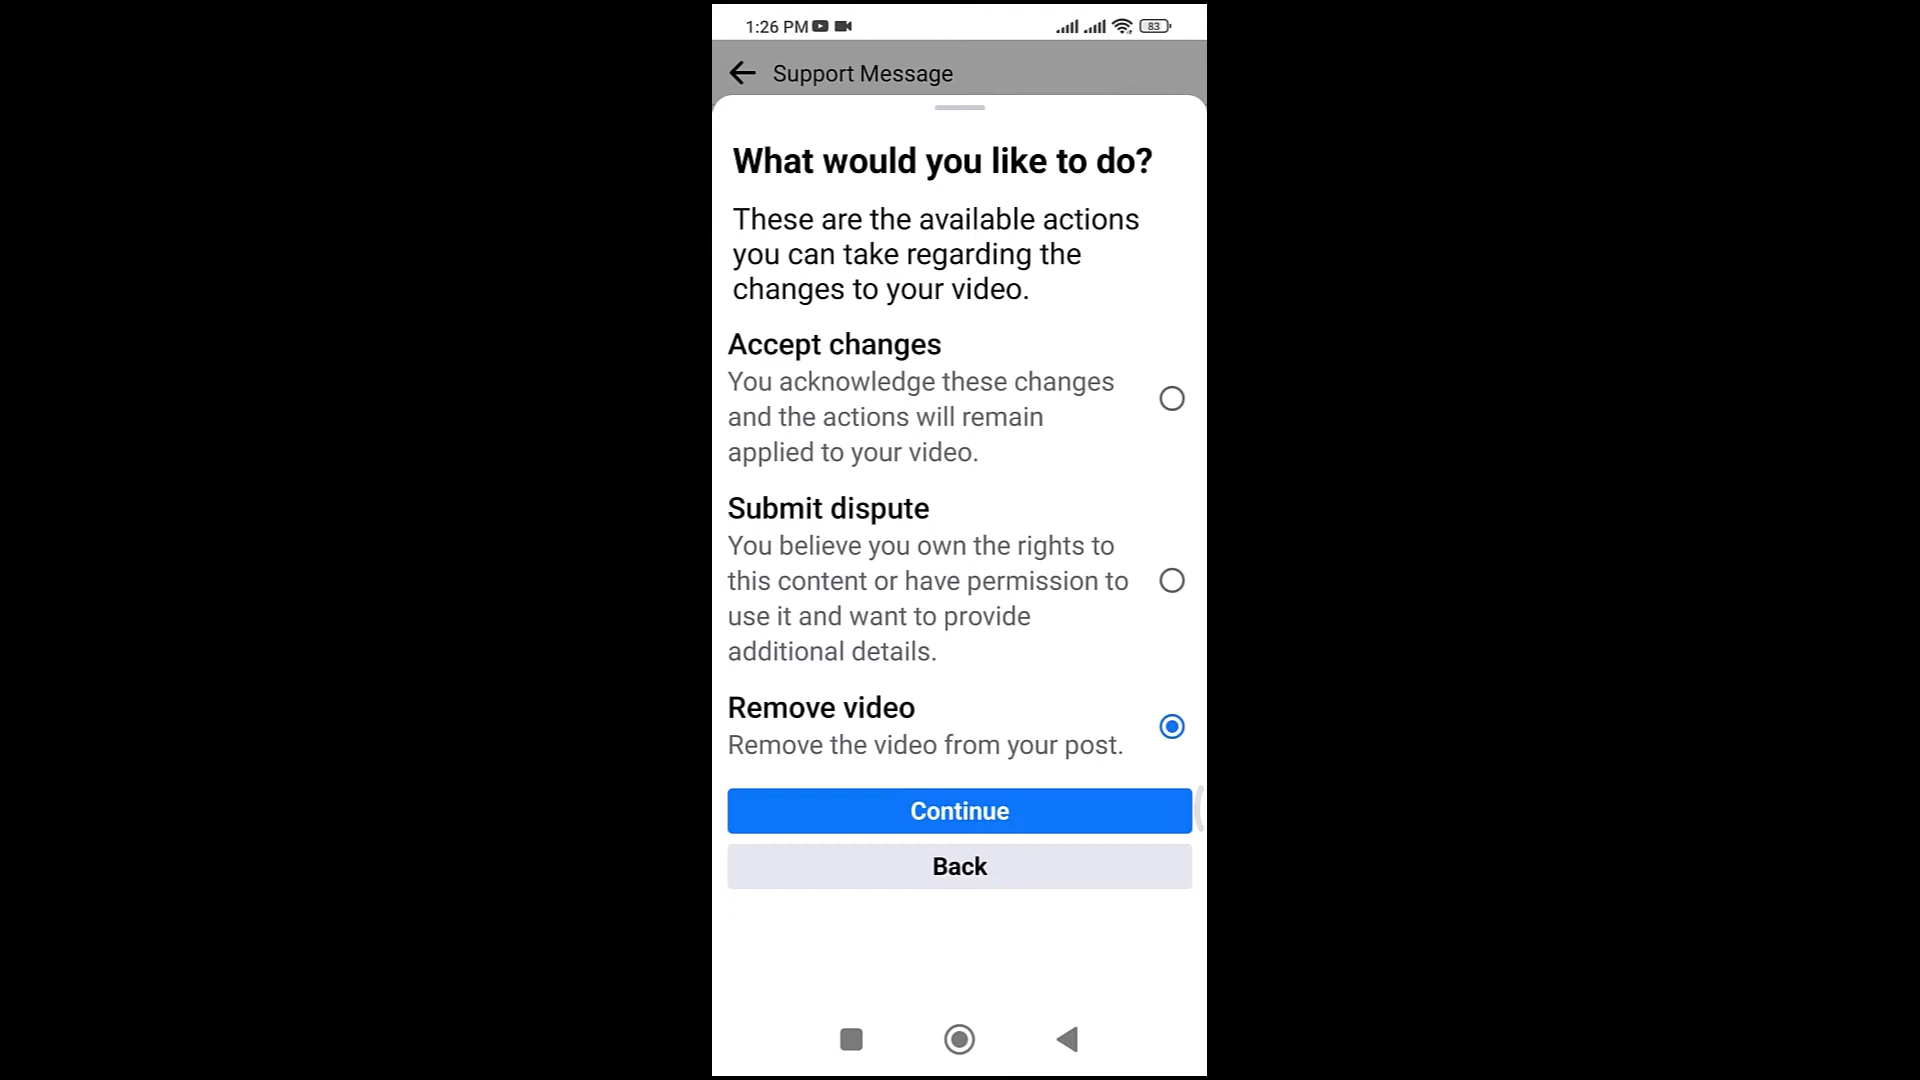 1:26 PM
83
Support Message
What would you like to do?
These are the available actions
you can take regarding the
changes to your video.
Accept changes
You acknowledge these changes
and the actions will remain
applied to your video.
Submit dispute
You believe you own the rights to
this content or have permission to
use it and want to provide
additional details.
Remove video
Remove the video from your post.
Continue
Back